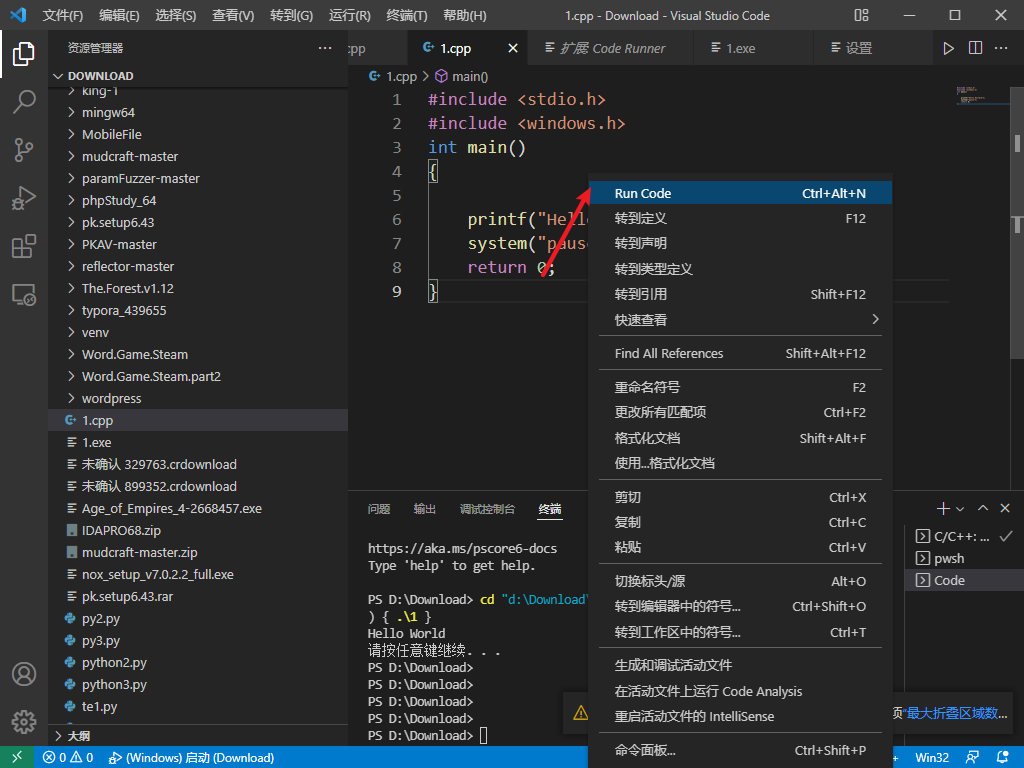 文件(F) 编辑(E) 选择(S) 查看(V) 转到(G) 运行(R) 终端(T) 帮助(H) 1.cpp - Download - Visual Studio Code
资源管理器 ···
cpp 1.cpp 扩展 Code Runner 1.exe 设置 ···
DOWNLOAD
king-1
mingw64
MobileFile
mudcraft-master
paramFuzzer-master
phpStudy_64
pk.setup6.43
PKAV-master
reflector-master
The.Forest.v1.12
typora_439655
venv
Word.Game.Steam
Word.Game.Steam.part2
wordpress
1.cpp
1.exe
未确认 329763.crdownload
未确认 899352.crdownload
Age_of_Empires_4-2668457.exe
IDAPRO68.zip
mudcraft-master.zip
nox_setup_v7.0.2.2_full.exe
pk.setup6.43.rar
py2.py
py3.py
python2.py
python3.py
te1.py
大纲
1.cpp > main()
1 #include <stdio.h>
2 #include <windows.h>
3 int main()
4 {
5
6 printf("Hello
7 system("pause
8 return 0;
9 }
Run Code Ctrl+Alt+N
转到定义 F12
转到声明
转到类型定义
转到引用 Shift+F12
快速查看
Find All References Shift+Alt+F12
重命名符号 F2
更改所有匹配项 Ctrl+F2
格式化文档 Shift+Alt+F
使用...格式化文档
剪切 Ctrl+X
复制 Ctrl+C
粘贴 Ctrl+V
切换标头/源 Alt+O
转到编辑器中的符号... Ctrl+Shift+O
转到工作区中的符号... Ctrl+T
生成和调试活动文件
在活动文件上运行 Code Analysis
重启活动文件的 IntelliSense
命令面板... Ctrl+Shift+P
问题 输出 调试控制台 终端
https://aka.ms/pscore6-docs
Type 'help' to get help.
PS D:\Download> cd "d:\Download\
) { .\1 }
Hello World
请按任意键继续. . .
PS D:\Download>
PS D:\Download>
PS D:\Download>
PS D:\Download>
PS D:\Download>
C/C++: ...
pwsh
Code
项"最大折叠区域数...
0 0 (Windows) 启动 (Download) Win32